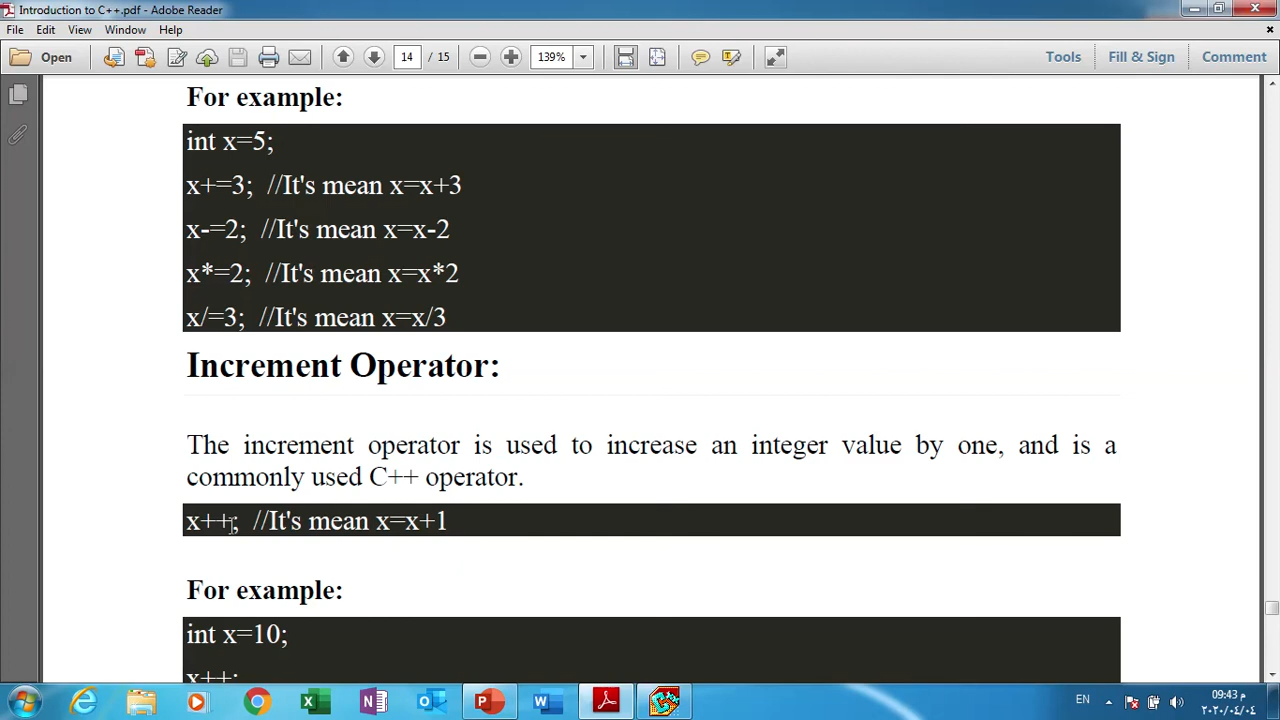 Introduction to C++.pdf - Adobe Reader
File Edit View Window Help
Open 14 / 15 139% Tools Fill & Sign Comment
For example:
int x=5;
x+=3; //It's mean x=x+3
x-=2; //It's mean x=x-2
x*=2; //It's mean x=x*2
x/=3; //It's mean x=x/3
Increment Operator:
The increment operator is used to increase an integer value by one, and is a
commonly used C++ operator.
x++; //It's mean x=x+1
For example:
int x=10;
x++;
EN
09:43 م
٢٠٢٠/٠٤/٠٤